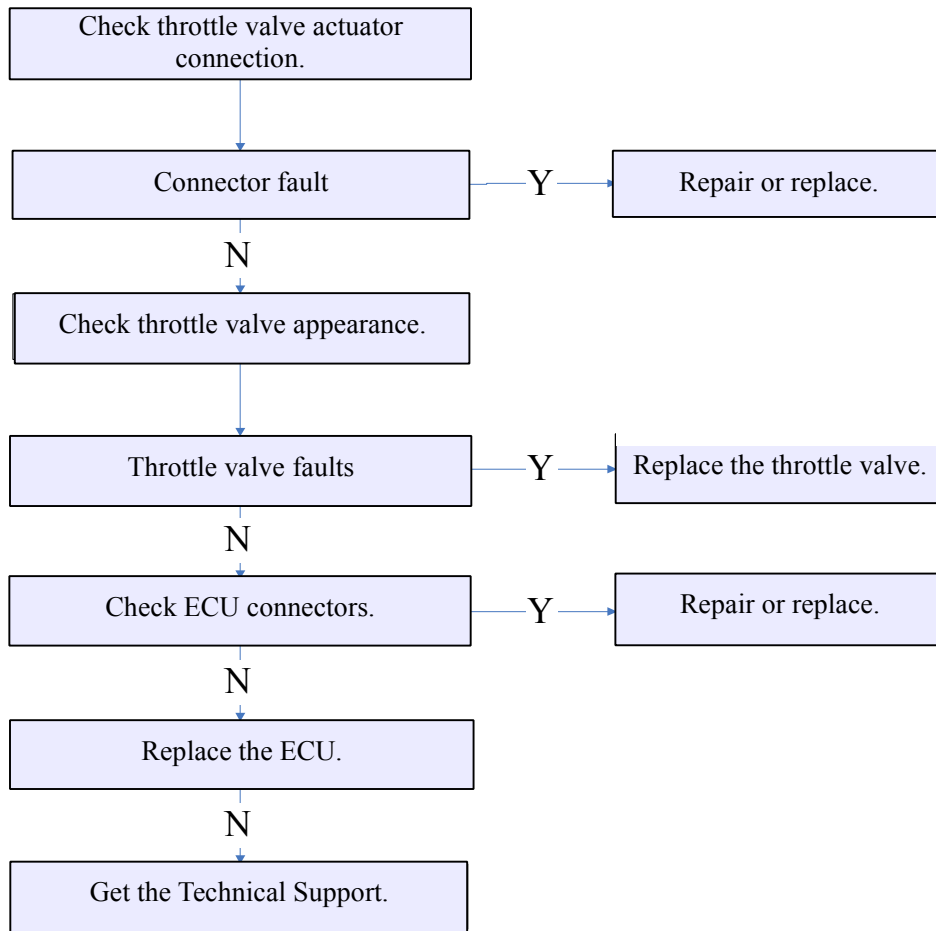 Check throttle valve actuator
connection.
Connector fault
Y
Repair or replace.
N
Check throttle valve appearance.
Throttle valve faults
Y
Replace the throttle valve.
N
Check ECU connectors.
Y
Repair or replace.
N
Replace the ECU.
N
Get the Technical Support.